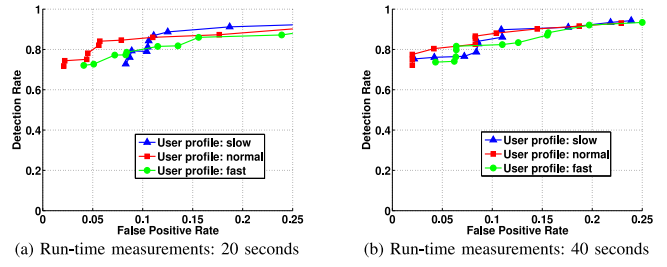 Detection Rate
1
0.8
0.6
0.4
0.2
0
User profile: slow
User profile: normal
User profile: fast
0 0.05 0.1 0.15 0.2 0.25
False Positive Rate
(a) Run-time measurements: 20 seconds
Detection Rate
1
0.8
0.6
0.4
0.2
0
User profile: slow
User profile: normal
User profile: fast
0 0.05 0.1 0.15 0.2 0.25
False Positive Rate
(b) Run-time measurements: 40 seconds